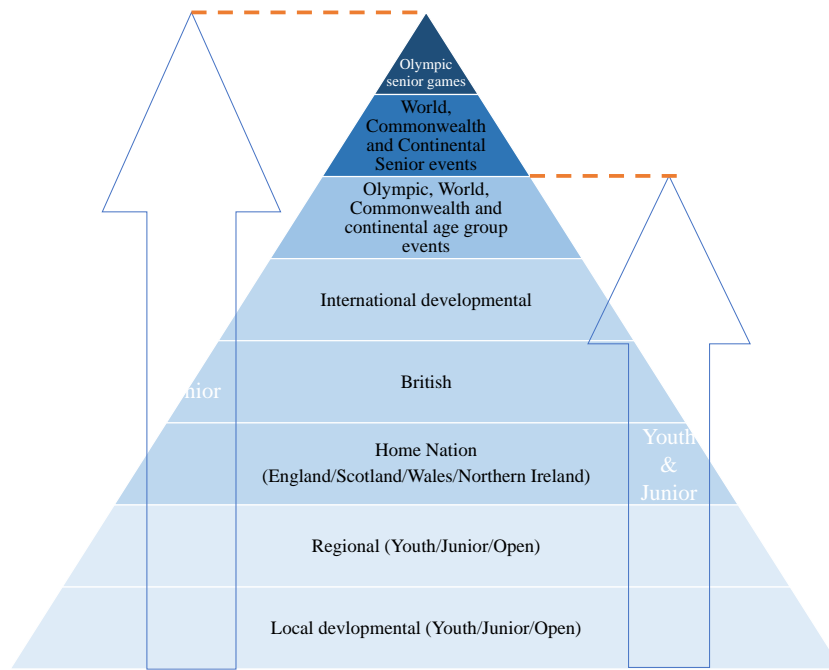 Olympic
senior games
World,
Commonwealth
and Continental
Senior events
Olympic, World,
Commonwealth and
continental age group
events
International developmental
British
nior
Home Nation
(England/Scotland/Wales/Northern Ireland)
Youth
&
Junior
Regional (Youth/Junior/Open)
Local devlopmental (Youth/Junior/Open)